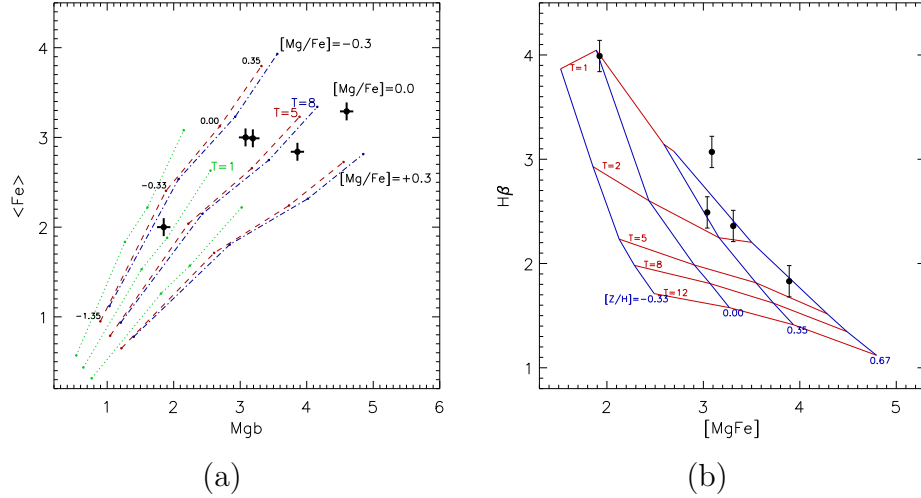 [Mg/Fe]=−0.3
0.35
[Mg/Fe]=0.0
T=8
T=5
0.00
T=1
−0.33
[Mg/Fe]=+0.3
−1.35
4
3
2
1
<Fe>
1 2 3 4 5 6
Mgb
(a)
T=1
T=2
T=5
T=8
T=12
[Z/H]=−0.33
0.00
0.35
0.67
4
3
2
1
Hβ
2 3 4 5
[MgFe]
(b)